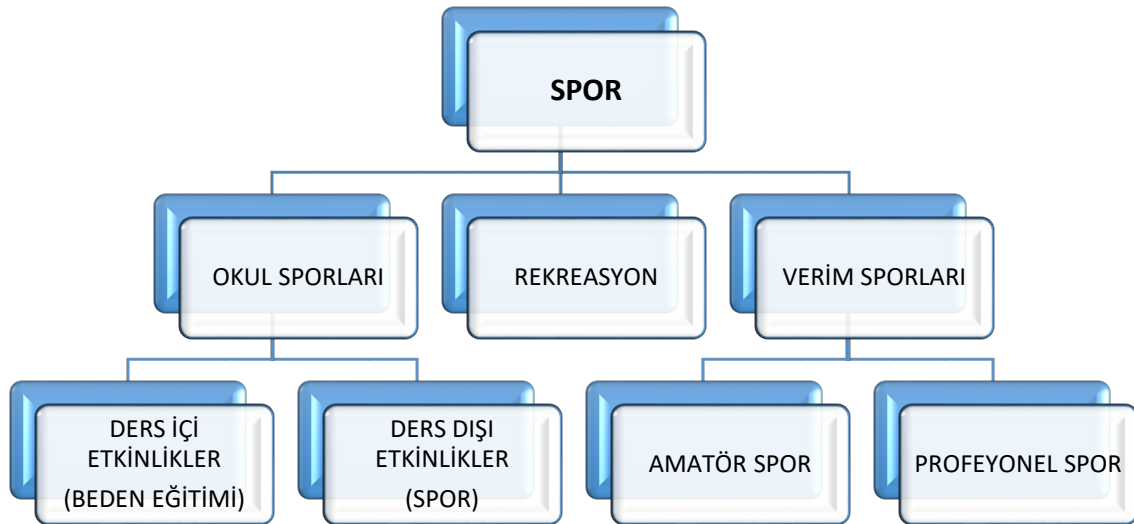 SPOR
OKUL SPORLARI
REKREASYON
VERİM SPORLARI
DERS İÇİ
ETKİNLİKLER
(BEDEN EĞİTİMİ)
DERS DIŞI
ETKİNLİKLER
(SPOR)
AMATÖR SPOR
PROFEYONEL SPOR